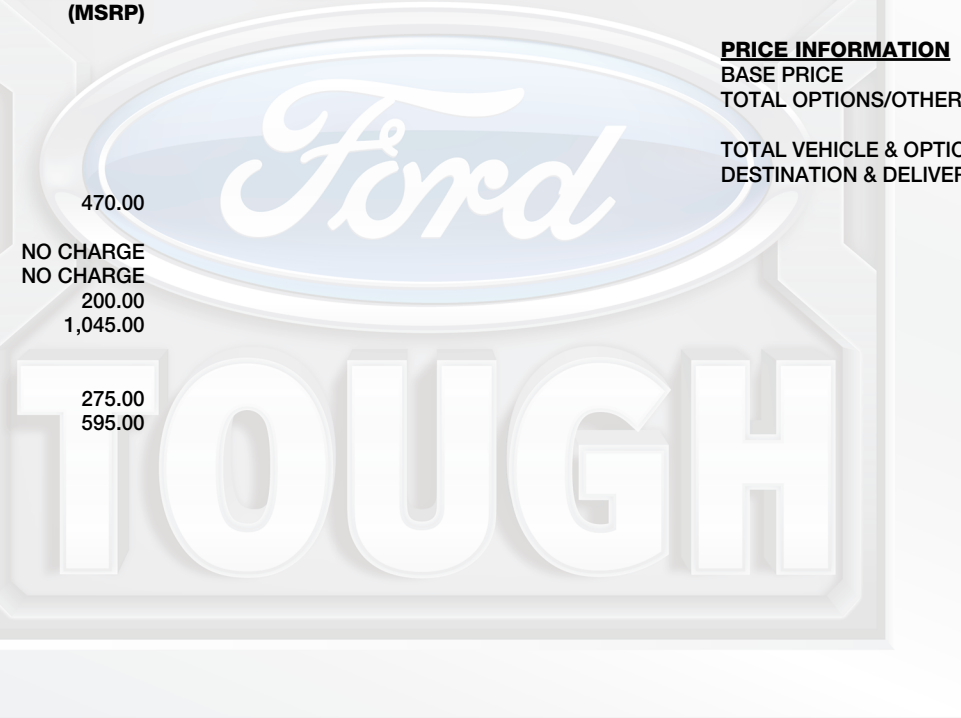 (MSRP)
470.00
NO CHARGE
NO CHARGE
200.00
1,045.00
275.00
595.00
PRICE INFORMATION
BASE PRICE
TOTAL OPTIONS/OTHER
TOTAL VEHICLE & OPTIO
DESTINATION & DELIVER
Ford
TOUGH